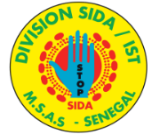 DIVISION SIDA / IST
STOP
SIDA
M.S.A.S - SENEGAL